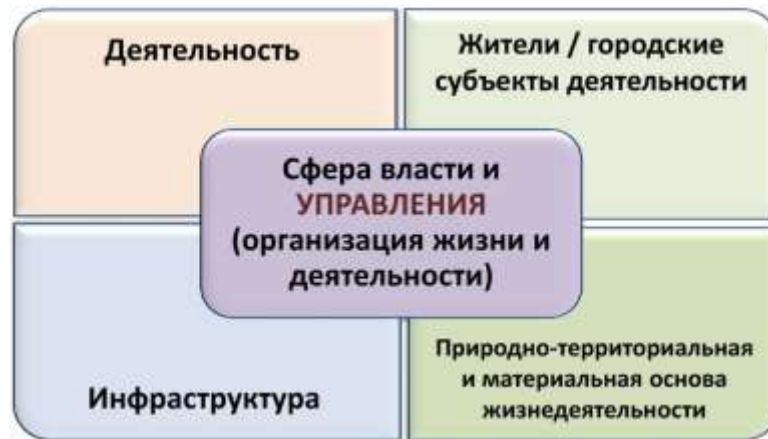 Деятельность
Жители / городские
субъекты деятельности
Сфера власти и
УПРАВЛЕНИЯ
(организация жизни и
деятельности)
Инфраструктура
Природно-территориальная
и материальная основа
жизнедеятельности